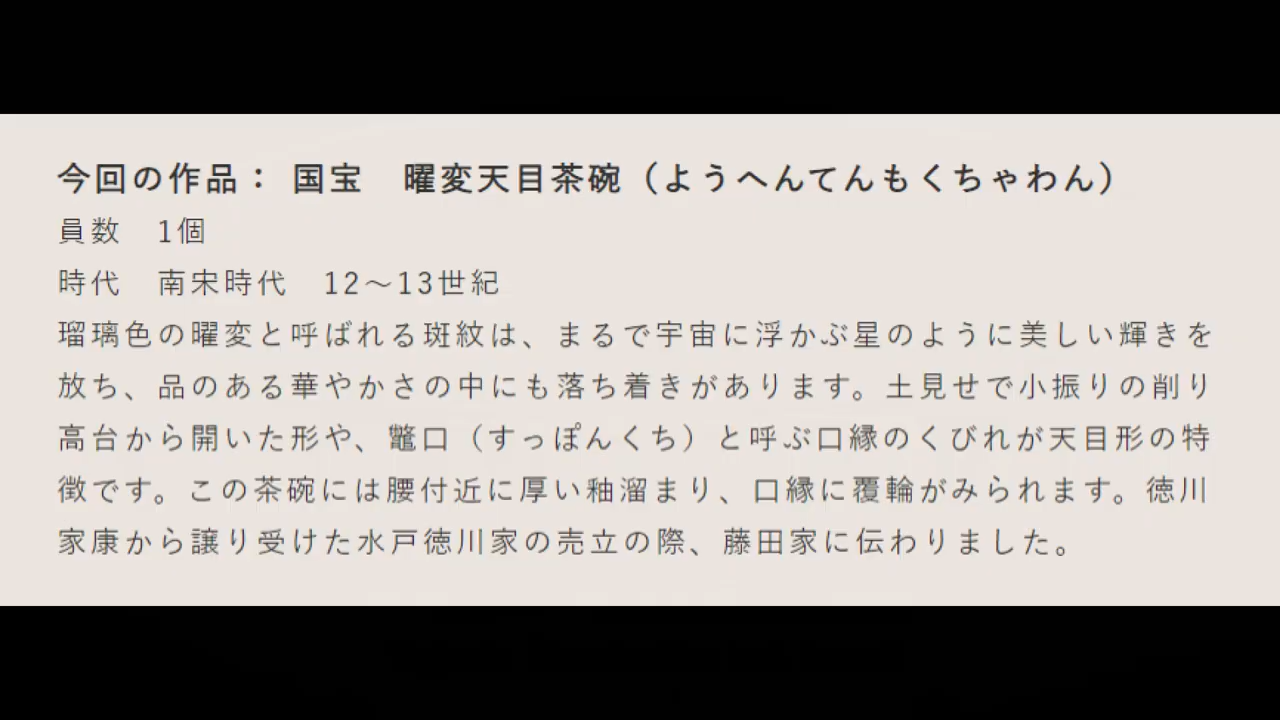 今回の作品： 国宝　曜変天目茶碗（ようへんてんもくちゃわん）
員数　1個
時代　南宋時代　12～13世紀
瑠璃色の曜変と呼ばれる斑紋は、まるで宇宙に浮かぶ星のように美しい輝きを
放ち、品のある華やかさの中にも落ち着きがあります。土見せで小振りの削り
高台から開いた形や、鼈口（すっぽんくち）と呼ぶ口縁のくびれが天目形の特
徴です。この茶碗には腰付近に厚い釉溜まり、口縁に覆輪がみられます。徳川
家康から譲り受けた水戸徳川家の売立の際、藤田家に伝わりました。